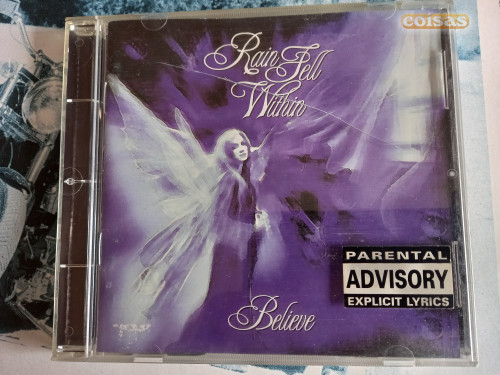 coisas
Rain Fell
Within
Believe
PARENTAL
ADVISORY
EXPLICIT LYRICS